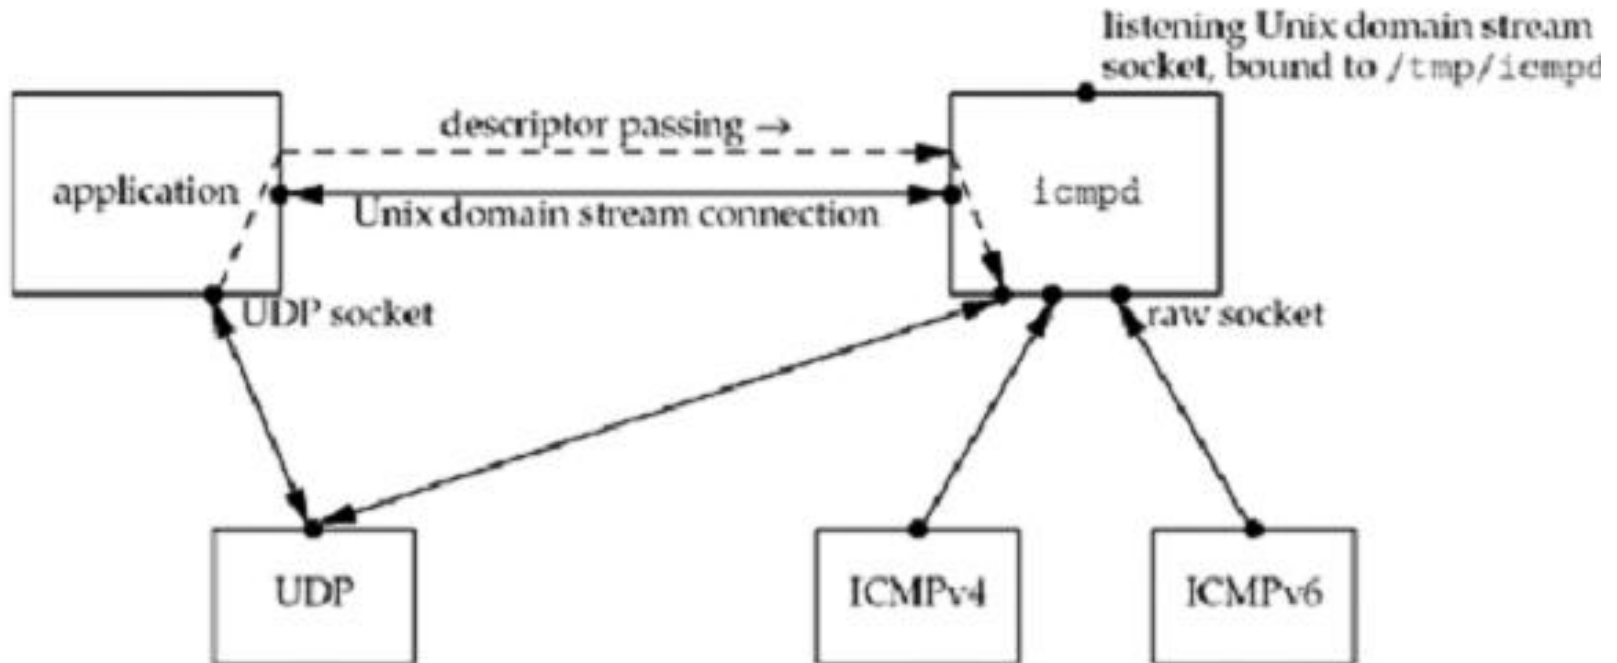 listening Unix domain stream
socket, bound to /tmp/icmpd
descriptor passing →
application
icmpd
Unix domain stream connection
UDP socket
raw socket
UDP
ICMPv4
ICMPv6